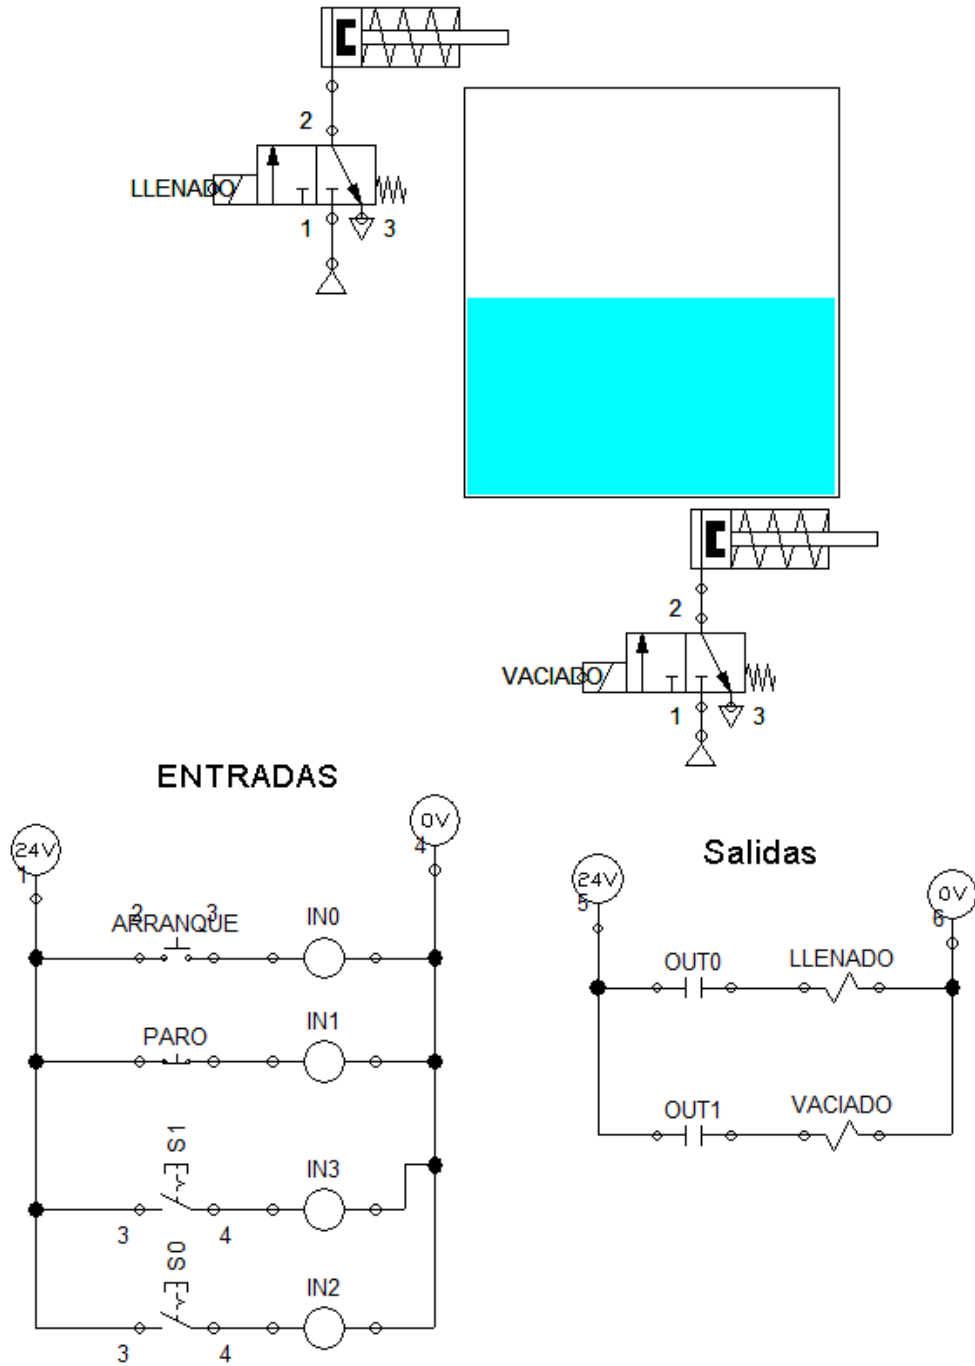 2
LLENADO
1 3
2
VACIADO
1 3
ENTRADAS
24V
1
0V
4
Salidas
24V
5
0V
6
2 3
ARRANQUE
IN0
PARO
IN1
S1
IN3
3 4
S0
IN2
3 4
OUT0
LLENADO
OUT1
VACIADO